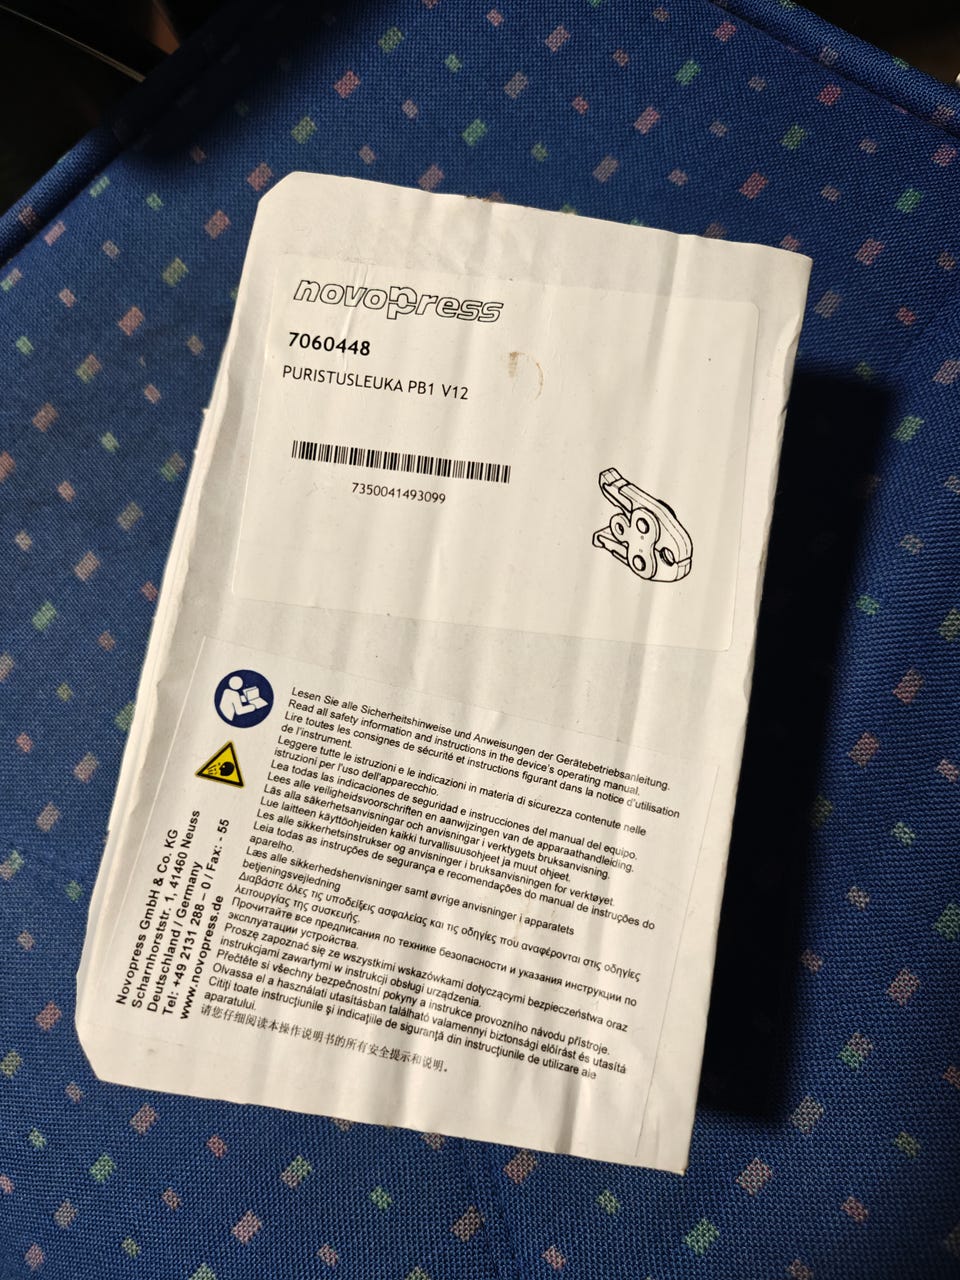 novopress
7060448
PURISTUSLEUKA PB1 V12
7350041493099
Lesen Sie alle Sicherheitshinweise und Anweisungen der Gerätebetriebsanleitung.
Read all safety information and instructions in the device's operating manual.
Lire toutes les consignes de sécurité et instructions figurant dans la notice d'utilisation
de l'instrument.
Leggere tutte le istruzioni e le indicazioni in materia di sicurezza contenute nelle
istruzioni per l'uso dell'apparecchio.
Lea todas las indicaciones de seguridad e instrucciones del manual del equipo.
Lees alle veiligheidsvoorschriften en aanwijzingen van de apparaathandleiding.
Läs alla säkerhetsanvisningar och anvisningar i verktygets bruksanvisning.
Lue laitteen käyttöohjeiden kaikki turvallisuusohjeet ja muut ohjeet.
Les alle sikkerhetsinstrukser og anvisninger i bruksanvisningen for verktøyet.
Leia todas as instruções de segurança e recomendações do manual de instruções do
aparelho.
Læs alle sikkerhedshenvisninger samt øvrige anvisninger i apparatets
betjeningsvejledning
Διαβάστε όλες τις υποδείξεις ασφαλείας και τις οδηγίες που αναφέρονται στις οδηγίες
λειτουργίας της συσκευής.
Прочитайте все предписания по технике безопасности и указания инструкции по
эксплуатации устройства.
Proszę zapoznać się ze wszystkimi wskazówkami dotyczącymi bezpieczeństwa oraz
instrukcjami zawartymi w instrukcji obsługi urządzenia.
Přečtěte si všechny bezpečnostní pokyny a instrukce provozního návodu přístroje.
Olvassa el a használati utasításban található valamennyi biztonsági előírást és utasítá
Citiți toate instrucțiunile și indicațiile de siguranță din instrucțiunile de utilizare ale
aparatului.
请您仔细阅读本操作说明书的所有安全提示和说明。
Novopress GmbH & Co. KG
Scharnhorststr. 1, 41460 Neuss
Deutschland / Germany
Tel: +49 2131 288 – 0 / Fax: - 55
www.novopress.de